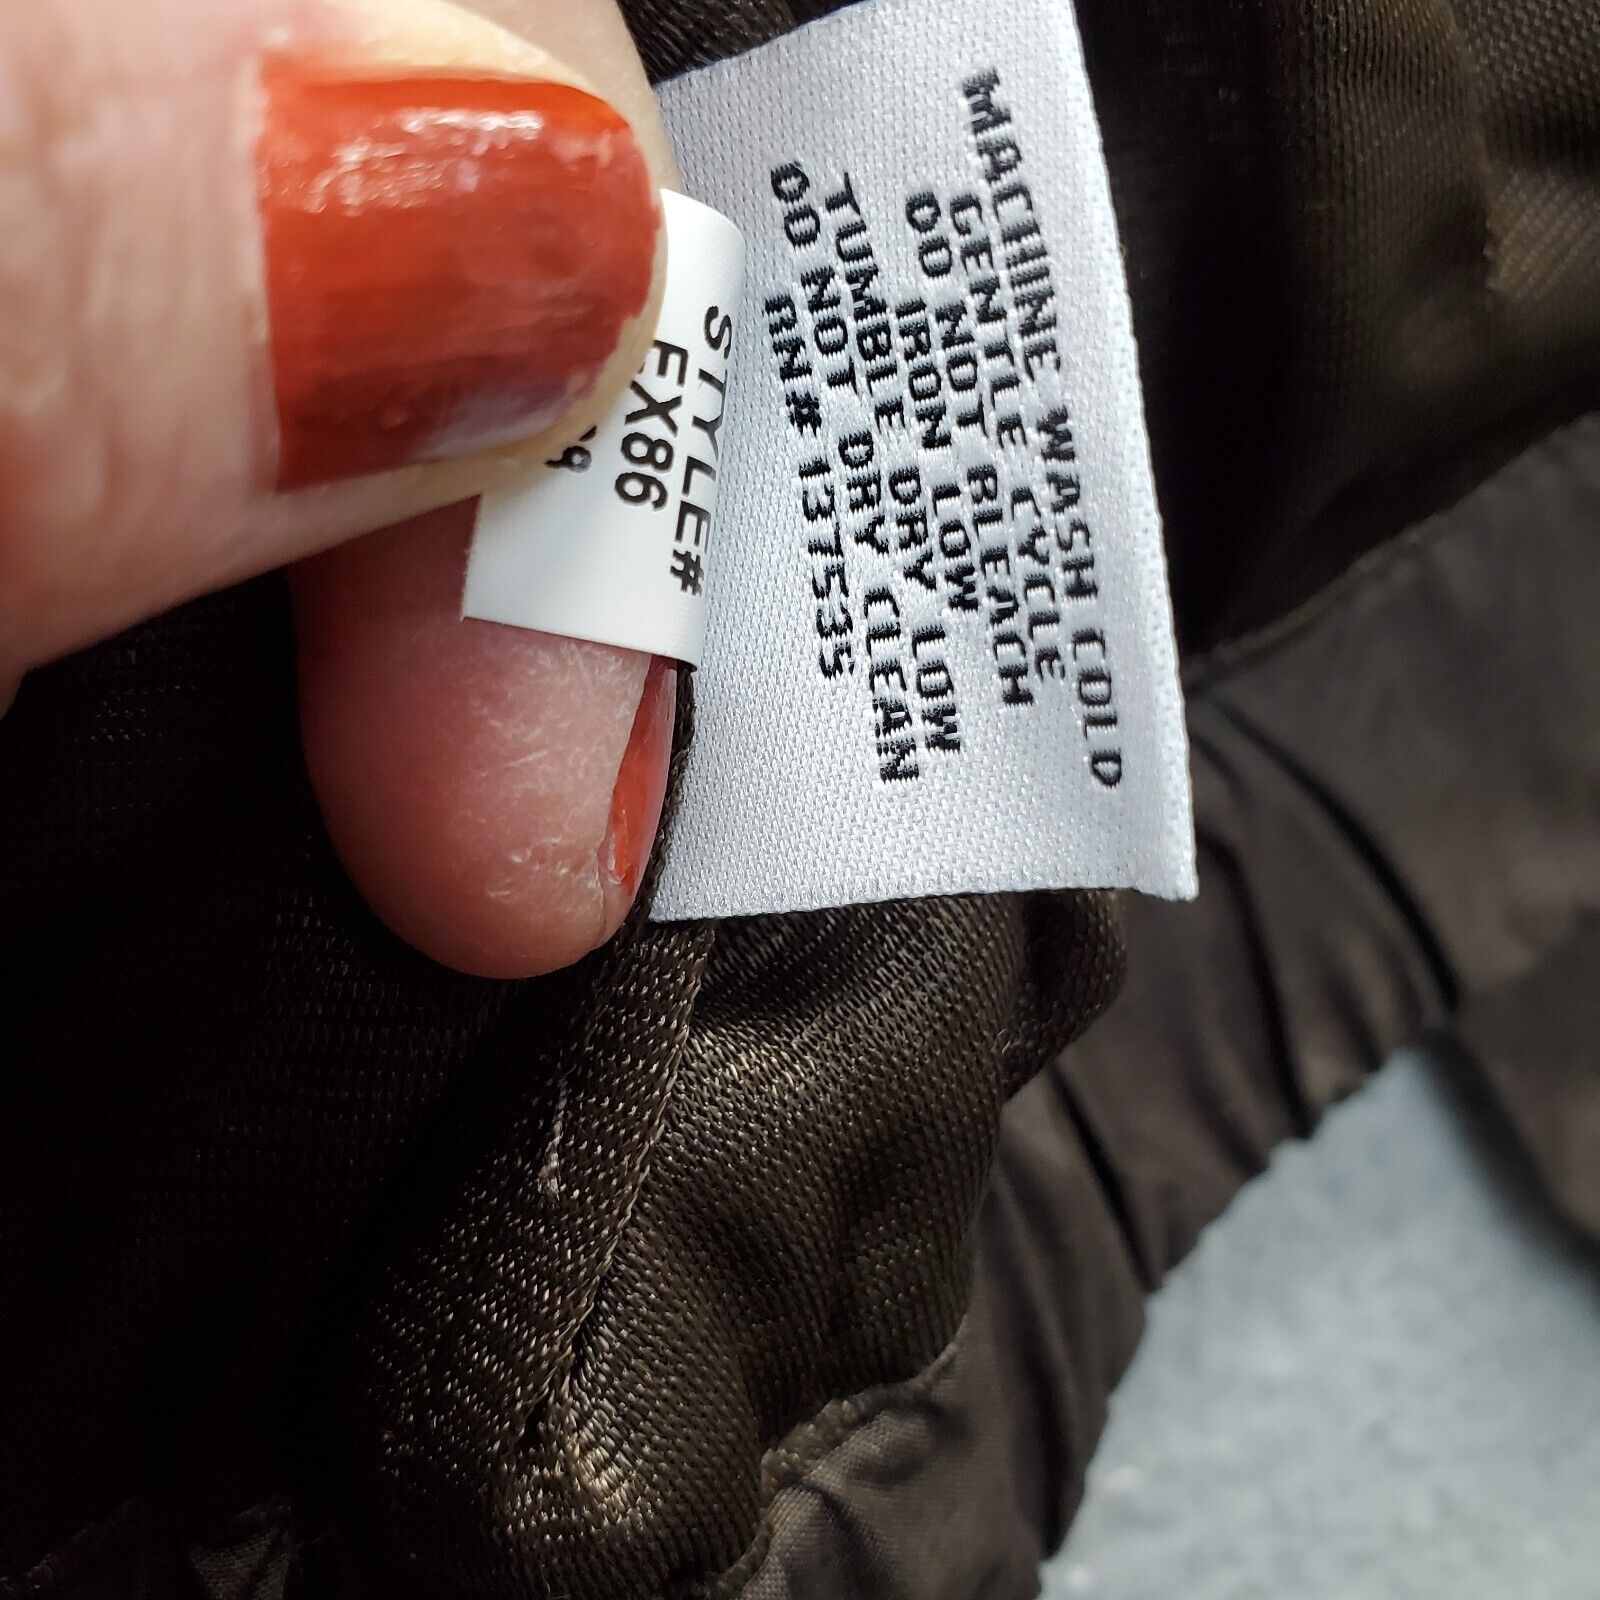 MACHINE WASH COLD
GENTLE CYCLE
DO NOT BLEACH
IRON LOW
TUMBLE DRY LOW
DO NOT DRY CLEAN
RN# 137535
STYLE#
FX86